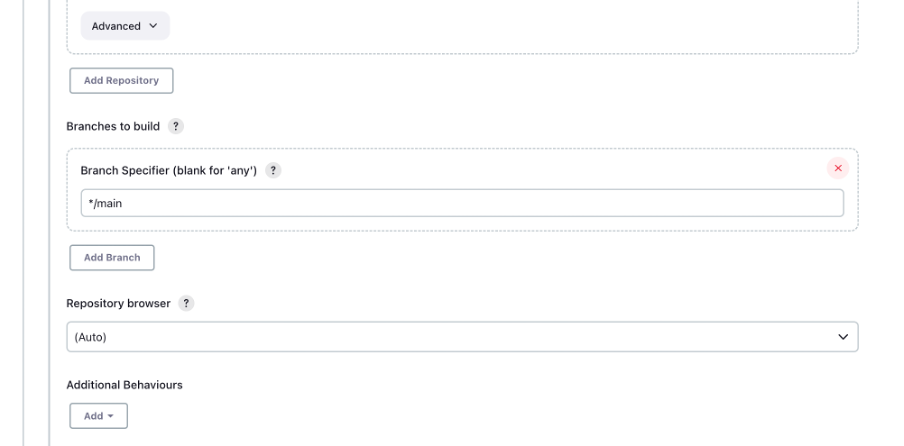 Advanced
Add Repository
Branches to build ?
Branch Specifier (blank for 'any') ?
*/main
Add Branch
Repository browser ?
(Auto)
Additional Behaviours
Add